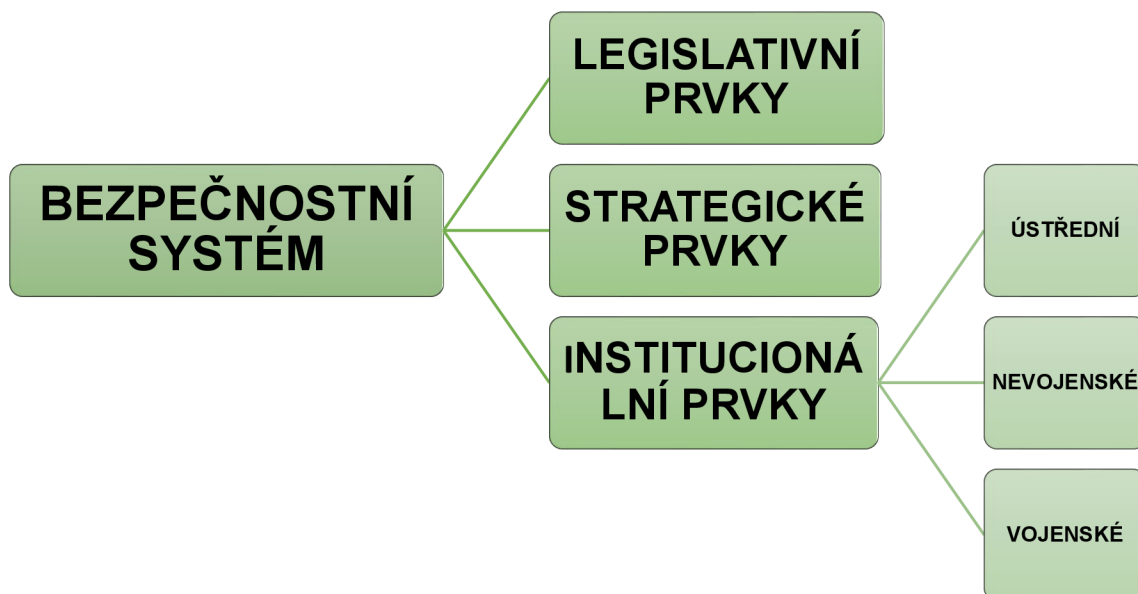 BEZPEČNOSTNÍ
SYSTÉM
LEGISLATIVNÍ
PRVKY
STRATEGICKÉ
PRVKY
INSTITUCIONÁ
LNÍ PRVKY
ÚSTŘEDNÍ
NEVOJENSKÉ
VOJENSKÉ